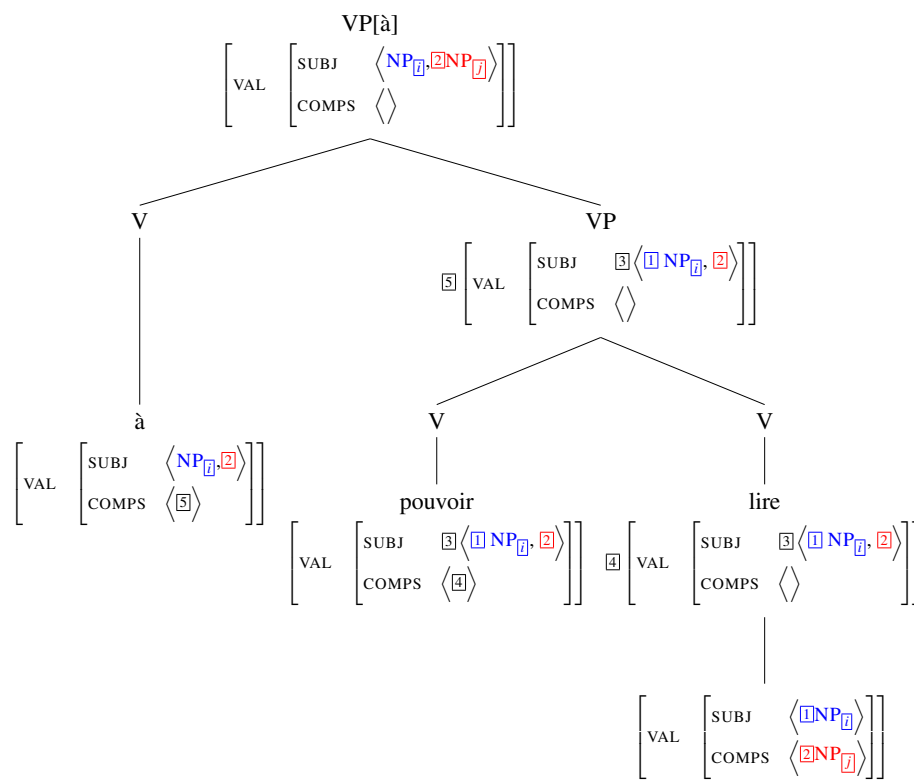 VP[à]
[VAL [SUBJ ⟨NP[i], [2]NP[j]⟩]]
[COMPS ⟨⟩]
V VP
[5] [VAL [SUBJ [3]⟨[1] NP[i], [2]⟩]]
[COMPS ⟨⟩]
à V V
[VAL [SUBJ ⟨NP[i], [2]⟩]]
[COMPS ⟨[5]⟩]
pouvoir lire
[VAL [SUBJ [3]⟨[1] NP[i], [2]⟩]] [4] [VAL [SUBJ [3]⟨[1] NP[i], [2]⟩]]
[COMPS ⟨[4]⟩] [COMPS ⟨⟩]
[VAL [SUBJ ⟨[1]NP[i]⟩]]
[COMPS ⟨[2]NP[j]⟩]